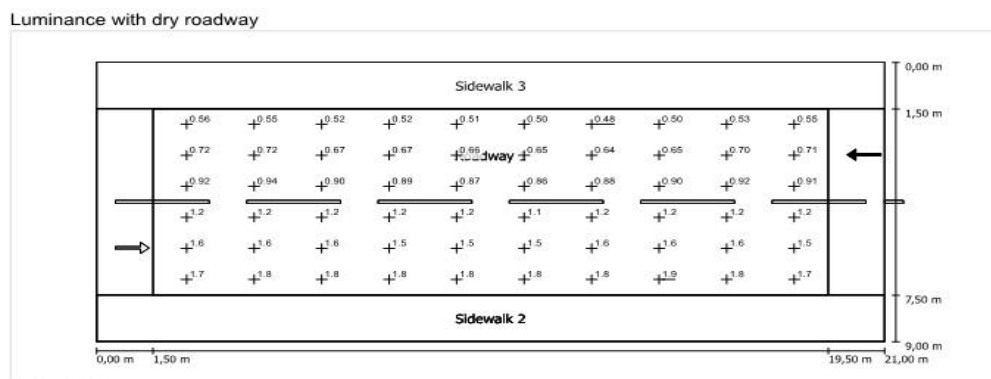 Luminance with dry roadway
0,00 m
Sidewalk 3
1,50 m
0.56 0.55 0.52 0.52 0.51 0.50 0.48 0.50 0.53 0.55
0.72 0.72 0.67 0.67 0.66 0.65 0.64 0.65 0.70 0.71
0.92 0.94 0.90 0.89 0.87 0.86 0.88 0.90 0.92 0.91
1.2 1.2 1.2 1.2 1.2 1.1 1.2 1.2 1.2 1.2
1.6 1.6 1.6 1.5 1.5 1.5 1.6 1.6 1.6 1.5
1.7 1.8 1.8 1.8 1.8 1.8 1.8 1.9 1.8 1.7
7,50 m
Sidewalk 2
9,00 m
0,00 m 1,50 m 19,50 m 21,00 m